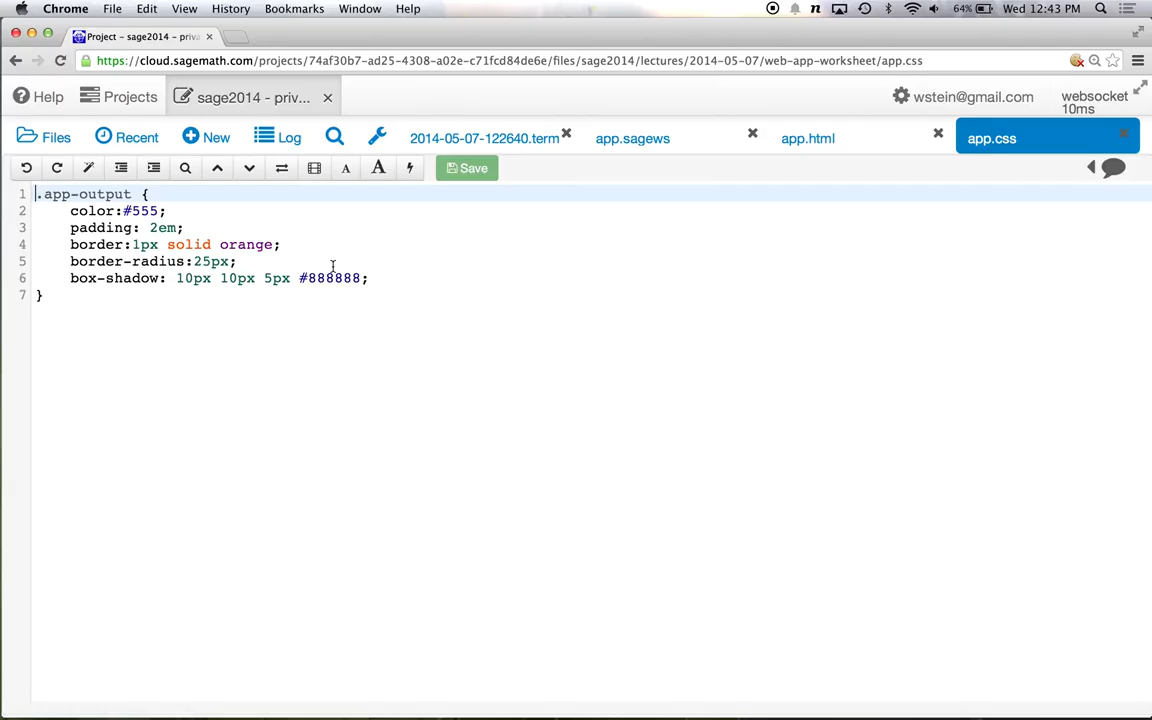 Chrome File Edit View History Bookmarks Window Help n 64% Wed 12:43 PM
Project – sage2014 – priva
https://cloud.sagemath.com/projects/74af30b7-ad25-4308-a02e-c71fcd84de6e/files/sage2014/lectures/2014-05-07/web-app-worksheet/app.css
Help Projects sage2014 - priv... wstein@gmail.com websocket
10ms
Files Recent New Log 2014-05-07-122640.term app.sagews app.html app.css
A A Save
1 .app-output {
2 color:#555;
3 padding: 2em;
4 border:1px solid orange;
5 border-radius:25px;
6 box-shadow: 10px 10px 5px #888888;
7 }